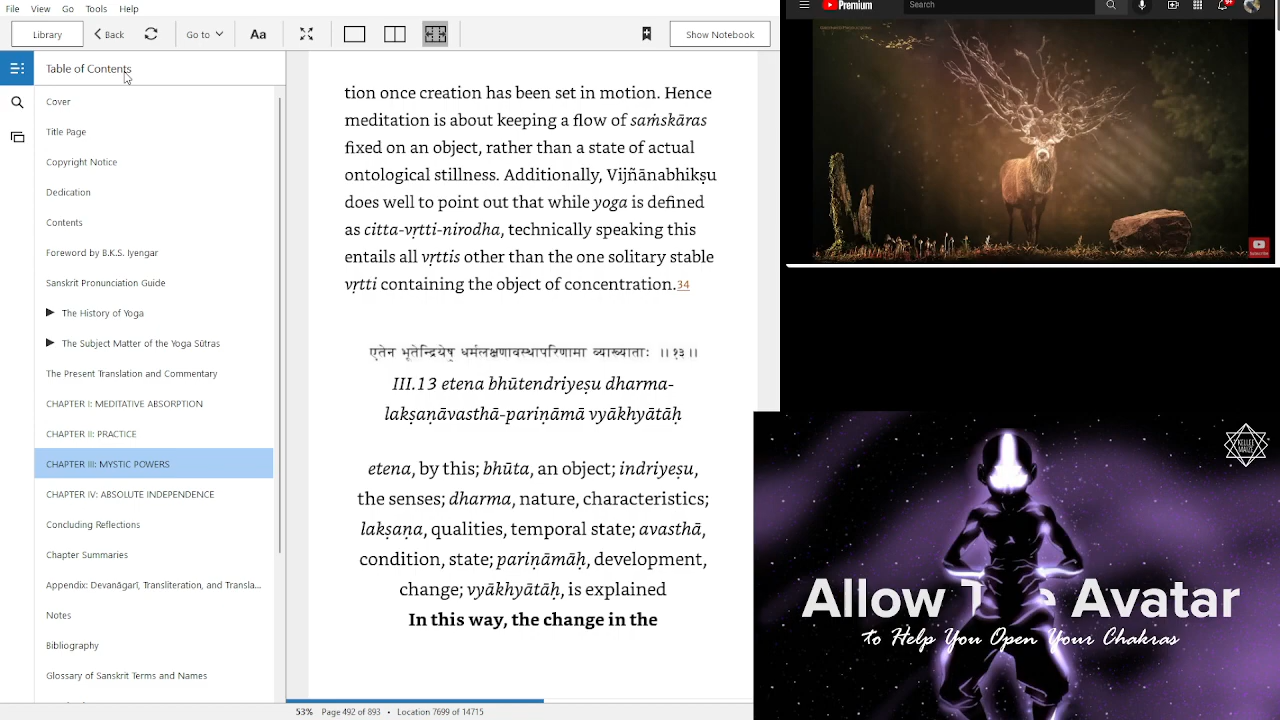 File View Go Tools Help
Library
Back
Go to
Aa
Show Notebook
Table of Contents
Cover
Title Page
Copyright Notice
Dedication
Contents
Foreword by B.K.S. Iyengar
Sanskrit Pronunciation Guide
The History of Yoga
The Subject Matter of the Yoga Sūtras
The Present Translation and Commentary
CHAPTER I: MEDITATIVE ABSORPTION
CHAPTER II: PRACTICE
CHAPTER III: MYSTIC POWERS
CHAPTER IV: ABSOLUTE INDEPENDENCE
Concluding Reflections
Chapter Summaries
Appendix: Devanāgarī, Transliteration, and Transla...
Notes
Bibliography
Glossary of Sanskrit Terms and Names
tion once creation has been set in motion. Hence
meditation is about keeping a flow of saṁskāras
fixed on an object, rather than a state of actual
ontological stillness. Additionally, Vijñānabhikṣu
does well to point out that while yoga is defined
as citta-vṛtti-nirodha, technically speaking this
entails all vṛttis other than the one solitary stable
vṛtti containing the object of concentration.34
एतेन भूतेन्द्रियेषु धर्मलक्षणावस्थापरिणामा व्याख्याताः ॥१३॥
III.13 etena bhūtendriyeṣu dharma-
lakṣaṇāvasthā-pariṇāmā vyākhyātāḥ
etena, by this; bhūta, an object; indriyeṣu,
the senses; dharma, nature, characteristics;
lakṣaṇa, qualities, temporal state; avasthā,
condition, state; pariṇāmāḥ, development,
change; vyākhyātāḥ, is explained
In this way, the change in the
53% Page 492 of 893 • Location 7699 of 14715
Premium
Search
9+
Subscribe
KELLEE MAIZE
Allow The Avatar
to Help You Open Your Chakras